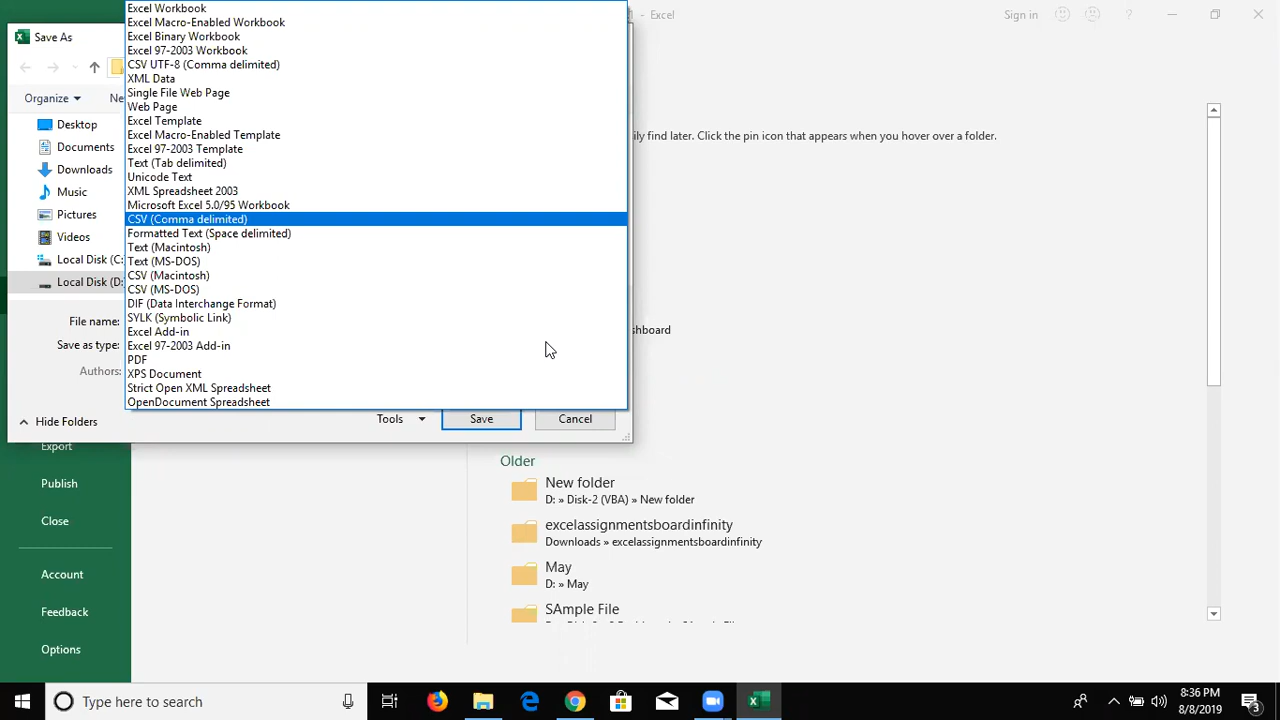 - Excel
Sign in
Save As
Excel Workbook
Excel Macro-Enabled Workbook
Excel Binary Workbook
Excel 97-2003 Workbook
CSV UTF-8 (Comma delimited)
XML Data
Single File Web Page
Web Page
Excel Template
Excel Macro-Enabled Template
Excel 97-2003 Template
Text (Tab delimited)
Unicode Text
XML Spreadsheet 2003
Microsoft Excel 5.0/95 Workbook
CSV (Comma delimited)
Formatted Text (Space delimited)
Text (Macintosh)
Text (MS-DOS)
CSV (Macintosh)
CSV (MS-DOS)
DIF (Data Interchange Format)
SYLK (Symbolic Link)
Excel Add-in
Excel 97-2003 Add-in
PDF
XPS Document
Strict Open XML Spreadsheet
OpenDocument Spreadsheet
Organize
Ne
Desktop
Documents
Downloads
Music
Pictures
Videos
Local Disk (C:
Local Disk (D:
File name:
Save as type:
Authors:
Hide Folders
Tools
Save
Cancel
ily find later. Click the pin icon that appears when you hover over a folder.
shboard
Export
Publish
Close
Account
Feedback
Options
Older
New folder
D: » Disk-2 (VBA) » New folder
excelassignmentsboardinfinity
Downloads » excelassignmentsboardinfinity
May
D: » May
SAmple File
Type here to search
8:36 PM
8/8/2019
3